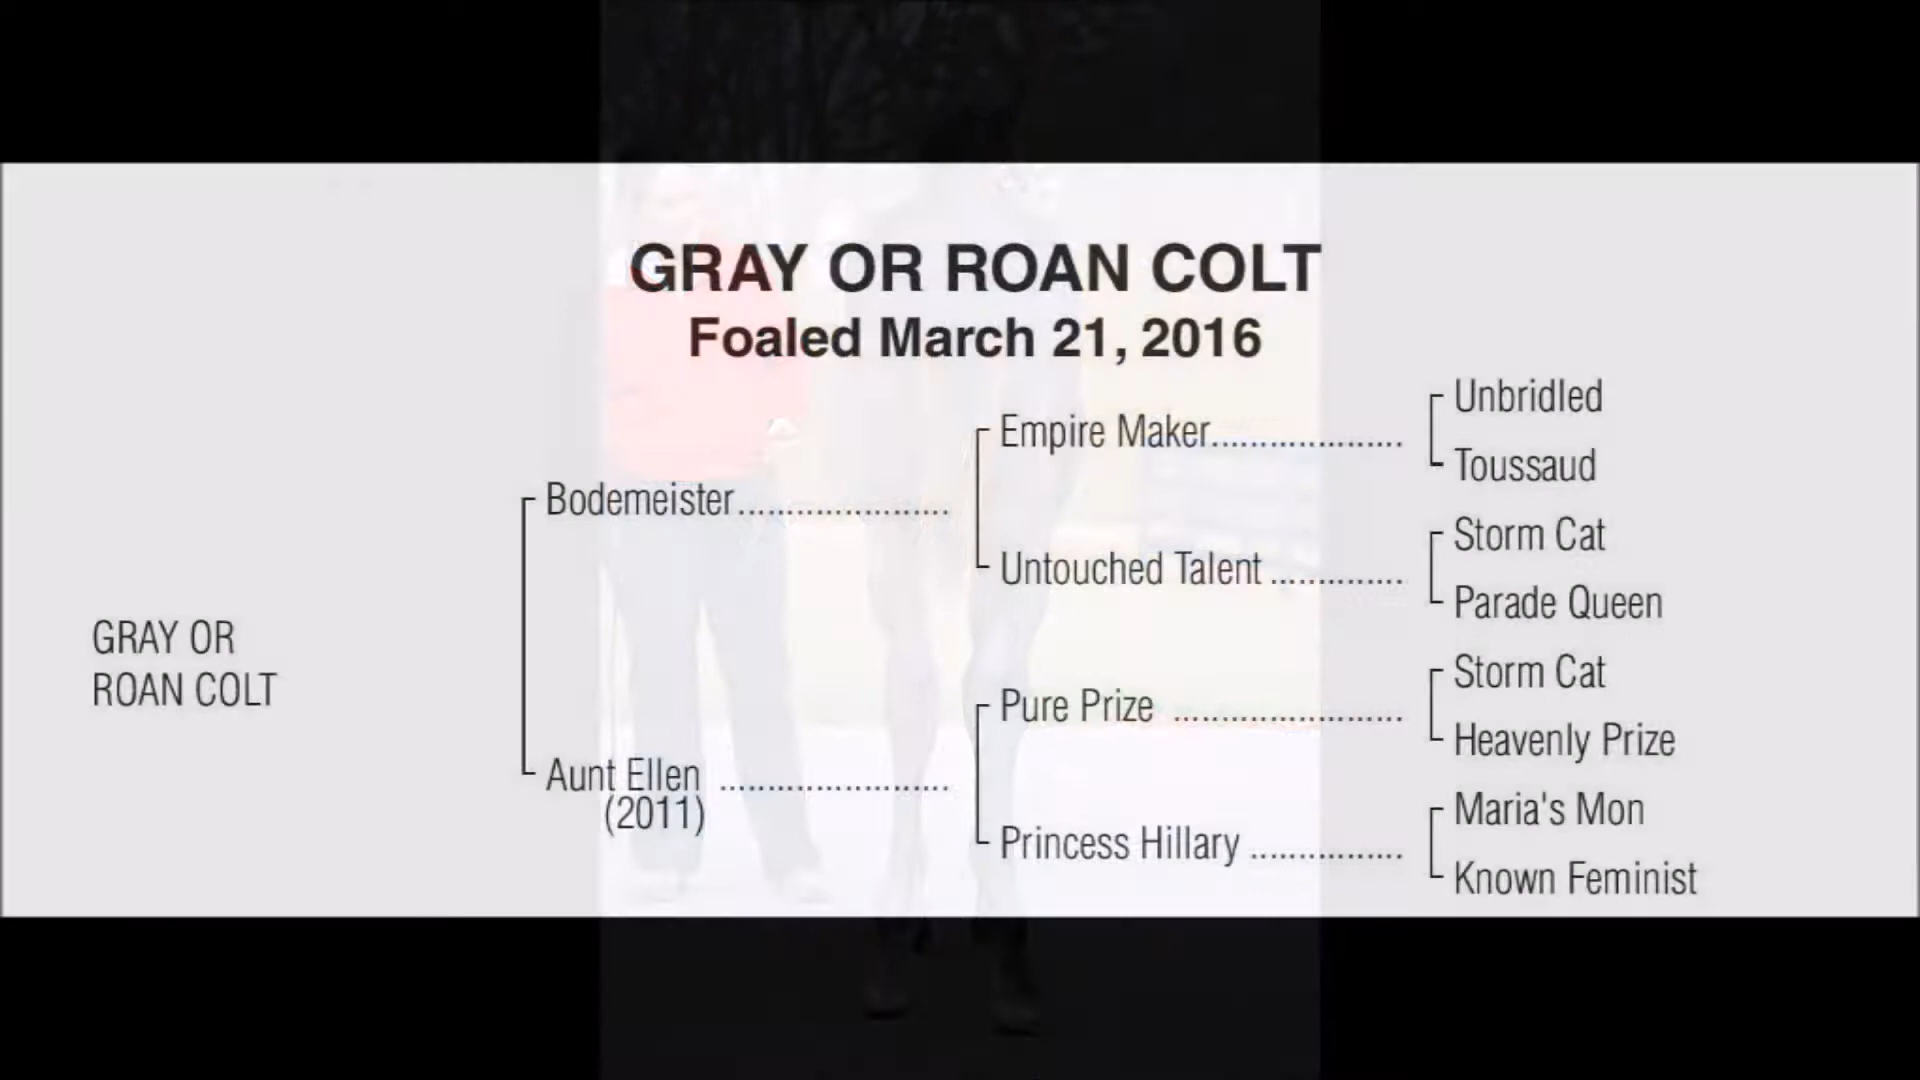 GRAY OR ROAN COLT
Foaled March 21, 2016
Unbridled
Empire Maker....................
Toussaud
Bodemeister......................
Storm Cat
Untouched Talent ..............
Parade Queen
GRAY OR
ROAN COLT
Storm Cat
Pure Prize ........................
Heavenly Prize
Aunt Ellen ........................
(2011)
Maria's Mon
Princess Hillary ................
Known Feminist